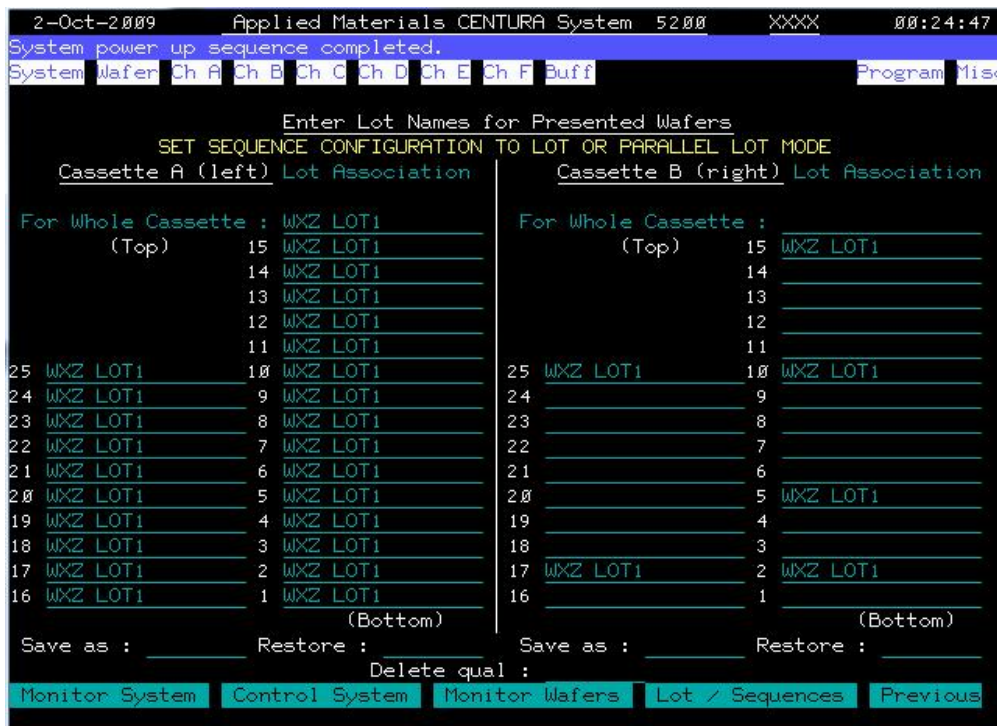 2-Oct-2009 Applied Materials CENTURA System 5200 XXXX 00:24:47
System power up sequence completed.
System Wafer Ch A Ch B Ch C Ch D Ch E Ch F Buff Program Misc
Enter Lot Names for Presented Wafers
SET SEQUENCE CONFIGURATION TO LOT OR PARALLEL LOT MODE
Cassette A (left) Lot Association Cassette B (right) Lot Association
For Whole Cassette : WXZ LOT1 For Whole Cassette :
(Top) 15 WXZ LOT1 (Top) 15 WXZ LOT1
14 WXZ LOT1 14
13 WXZ LOT1 13
12 WXZ LOT1 12
11 WXZ LOT1 11
25 WXZ LOT1 10 WXZ LOT1 25 WXZ LOT1 10 WXZ LOT1
24 WXZ LOT1 9 WXZ LOT1 24 9
23 WXZ LOT1 8 WXZ LOT1 23 8
22 WXZ LOT1 7 WXZ LOT1 22 7
21 WXZ LOT1 6 WXZ LOT1 21 6
20 WXZ LOT1 5 WXZ LOT1 20 5 WXZ LOT1
19 WXZ LOT1 4 WXZ LOT1 19 4
18 WXZ LOT1 3 WXZ LOT1 18 3
17 WXZ LOT1 2 WXZ LOT1 17 WXZ LOT1 2 WXZ LOT1
16 WXZ LOT1 1 WXZ LOT1 16 1
(Bottom) (Bottom)
Save as : Restore : Save as : Restore :
Delete qual :
Monitor System Control System Monitor Wafers Lot / Sequences Previous